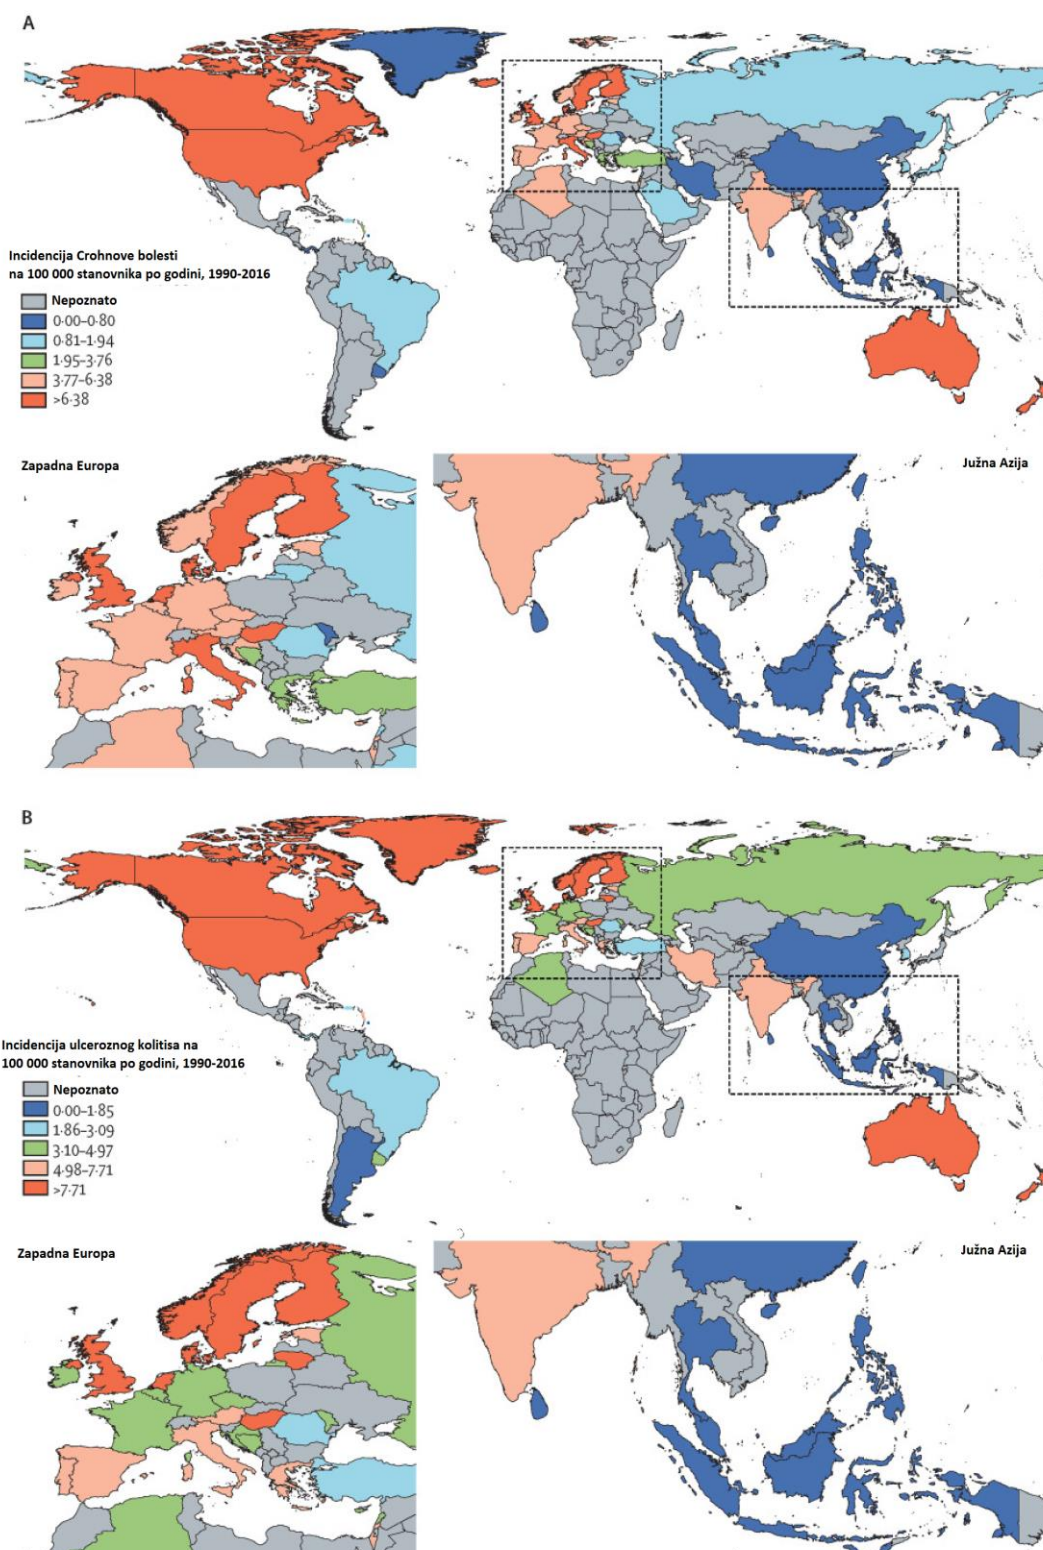 A
Incidencija Crohnove bolesti
na 100 000 stanovnika po godini, 1990-2016
Nepoznato
0·00–0·80
0·81–1·94
1·95–3·76
3·77–6·38
>6·38
Zapadna Europa
Južna Azija
B
Incidencija ulceroznog kolitisa na
100 000 stanovnika po godini, 1990-2016
Nepoznato
0·00–1·85
1·86–3·09
3·10–4·97
4·98–7·71
>7·71
Zapadna Europa
Južna Azija